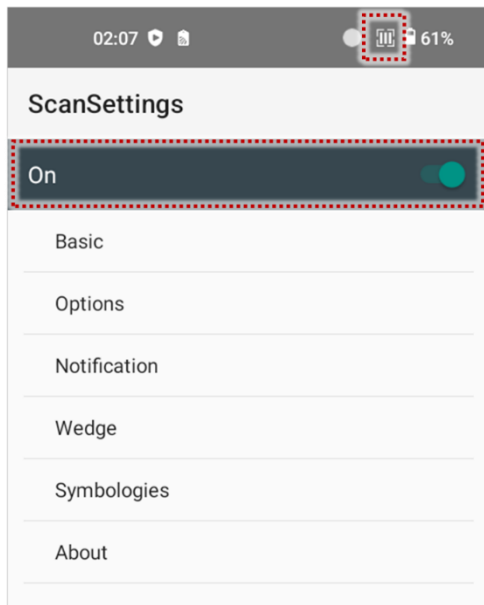 02:07 61%
ScanSettings
On
Basic
Options
Notification
Wedge
Symbologies
About